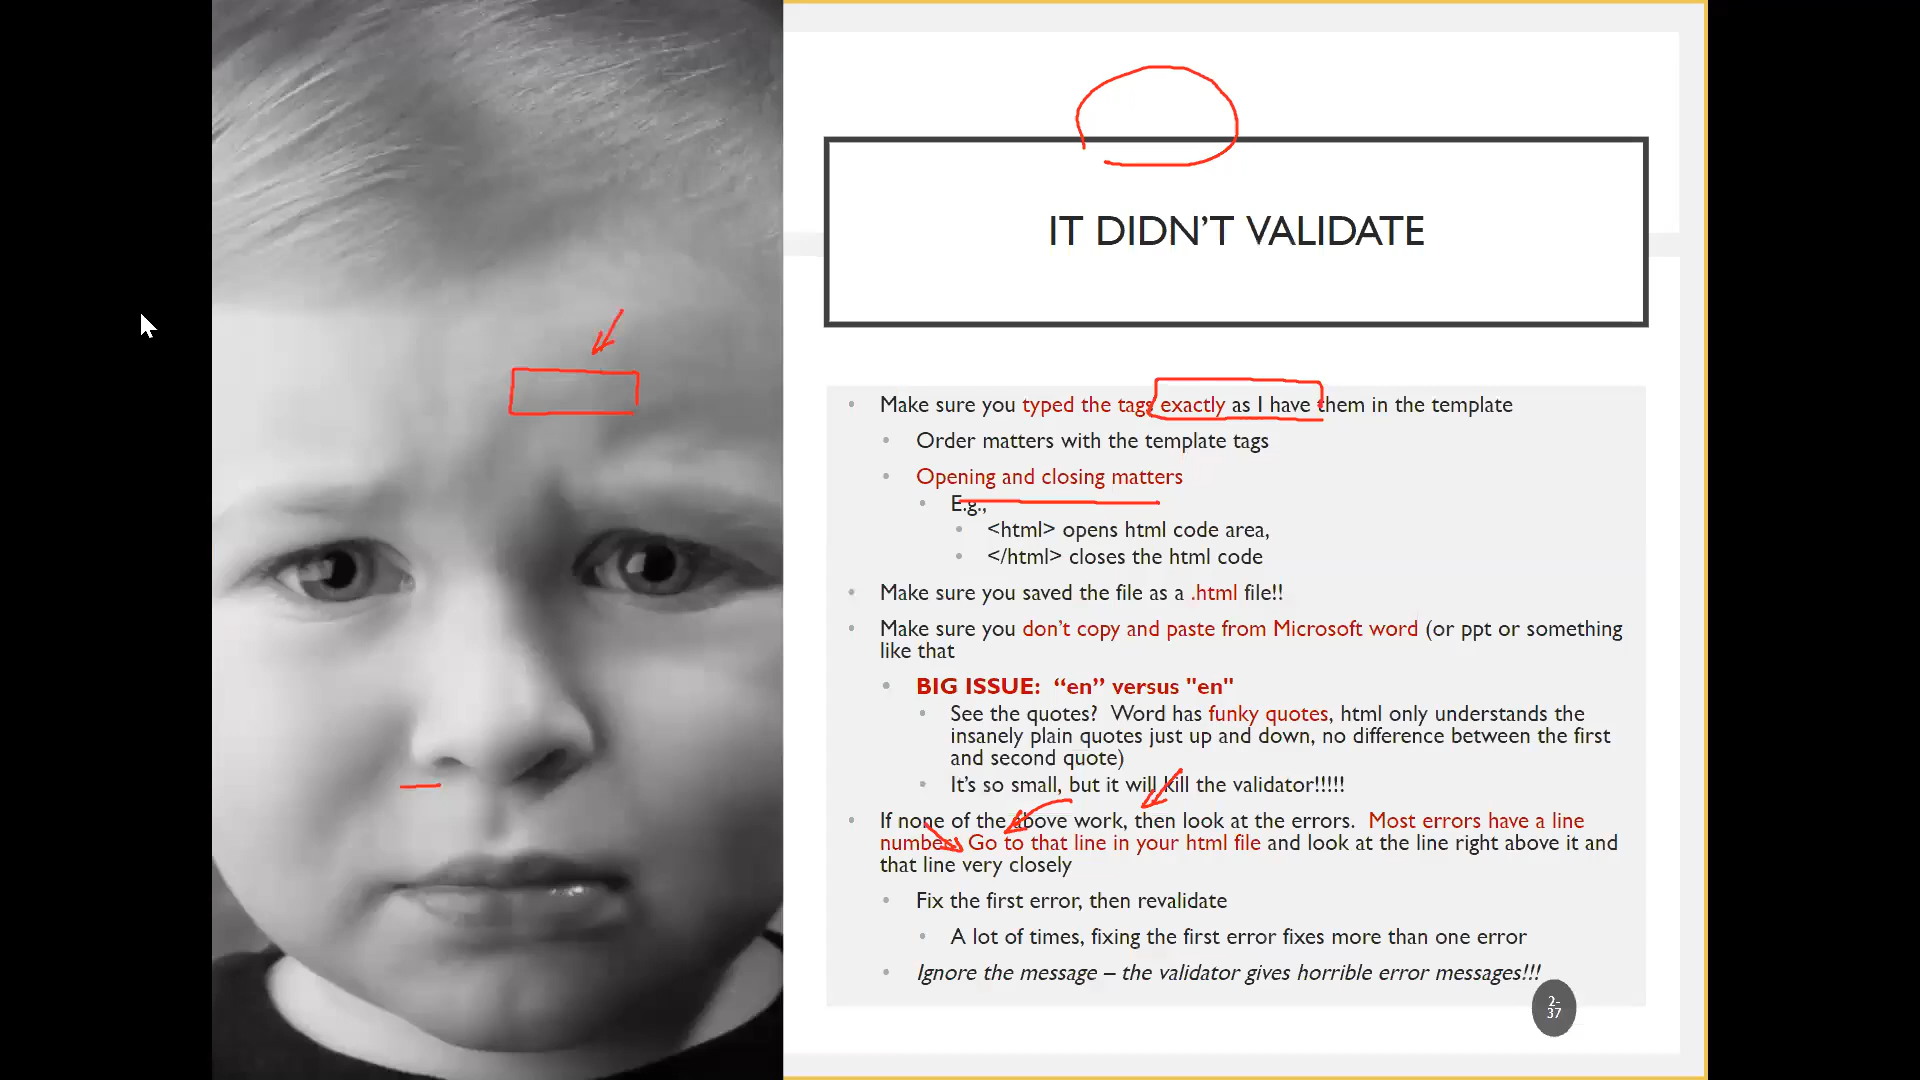 IT DIDN’T VALIDATE
Make sure you typed the tags exactly as I have them in the template
Order matters with the template tags
Opening and closing matters
E.g.,
<html> opens html code area,
</html> closes the html code
Make sure you saved the file as a .html file!!
Make sure you don’t copy and paste from Microsoft word (or ppt or something
like that
BIG ISSUE:  “en” versus "en"
See the quotes?  Word has funky quotes, html only understands the
insanely plain quotes just up and down, no difference between the first
and second quote)
It’s so small, but it will kill the validator!!!!!
If none of the above work, then look at the errors.  Most errors have a line
number. Go to that line in your html file and look at the line right above it and
that line very closely
Fix the first error, then revalidate
A lot of times, fixing the first error fixes more than one error
Ignore the message – the validator gives horrible error messages!!!
2-
37